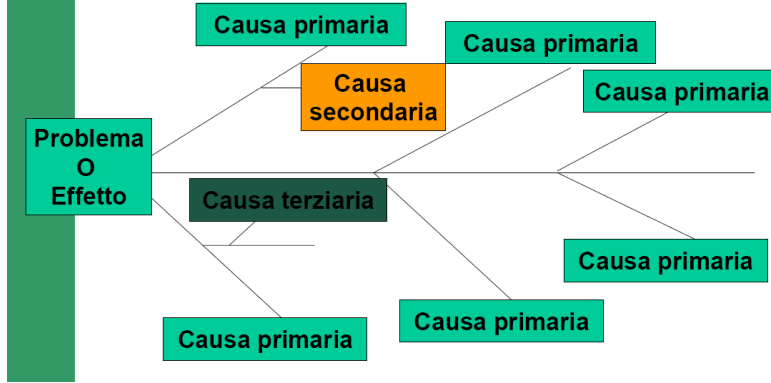 Causa primaria
Causa primaria
Causa
secondaria
Causa primaria
Problema
O
Effetto
Causa terziaria
Causa primaria
Causa primaria
Causa primaria